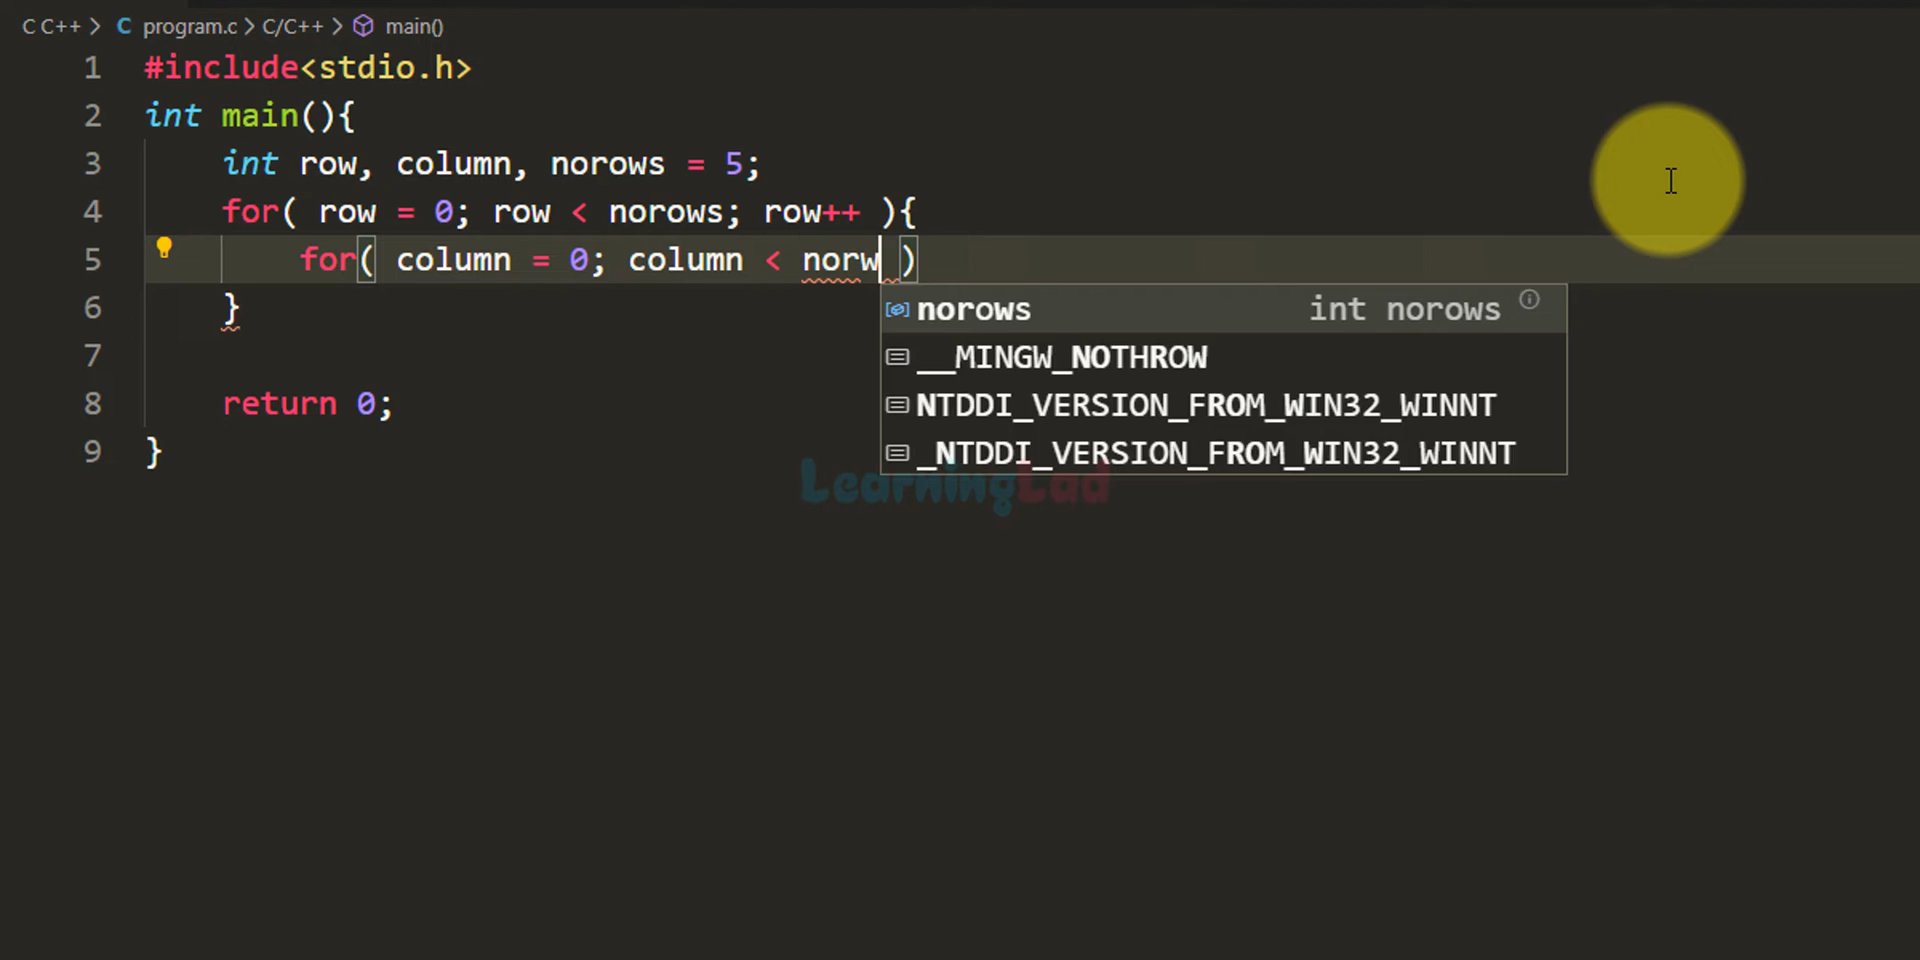 C C++ > C program.c > C/C++ > main()
1 #include<stdio.h>
2 int main(){
3 int row, column, norows = 5;
4 for( row = 0; row < norows; row++ ){
5 for( column = 0; column < norw )
norows int norows
6 }
__MINGW_NOTHROW
7
NTDDI_VERSION_FROM_WIN32_WINNT
8 return 0;
_NTDDI_VERSION_FROM_WIN32_WINNT
9 }
LearningLad